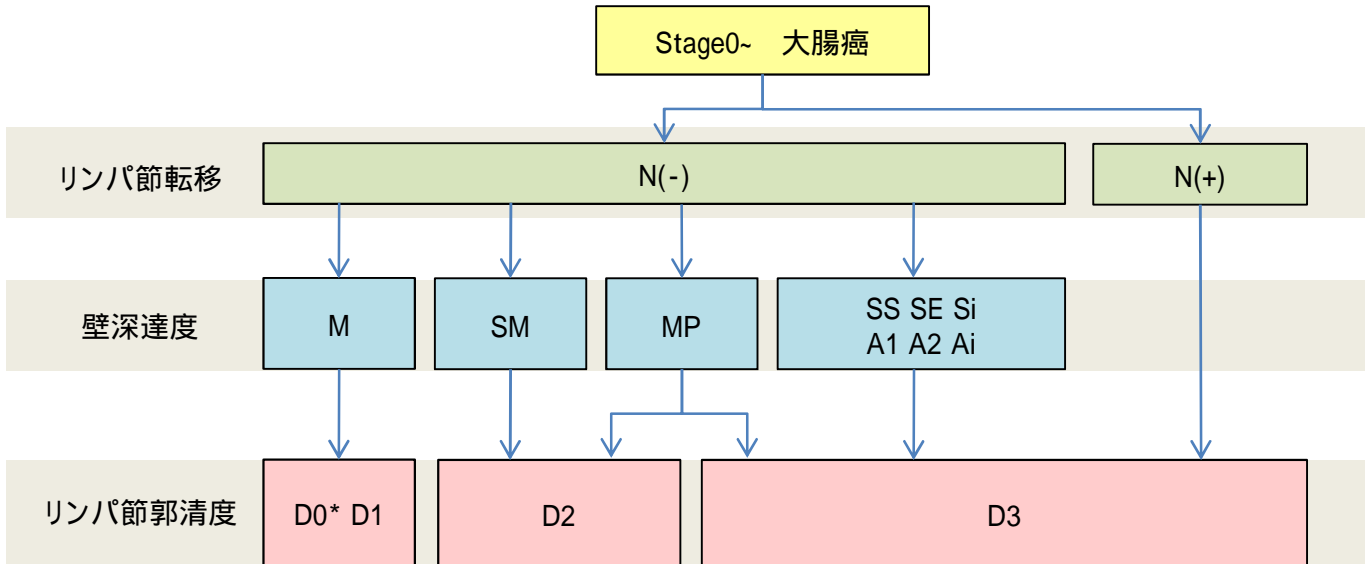 Stage0~ 大腸癌
リンパ節転移
N(-)
N(+)
壁深達度
M
SM
MP
SS SE Si
A1 A2 Ai
リンパ節郭清度
D0* D1
D2
D3